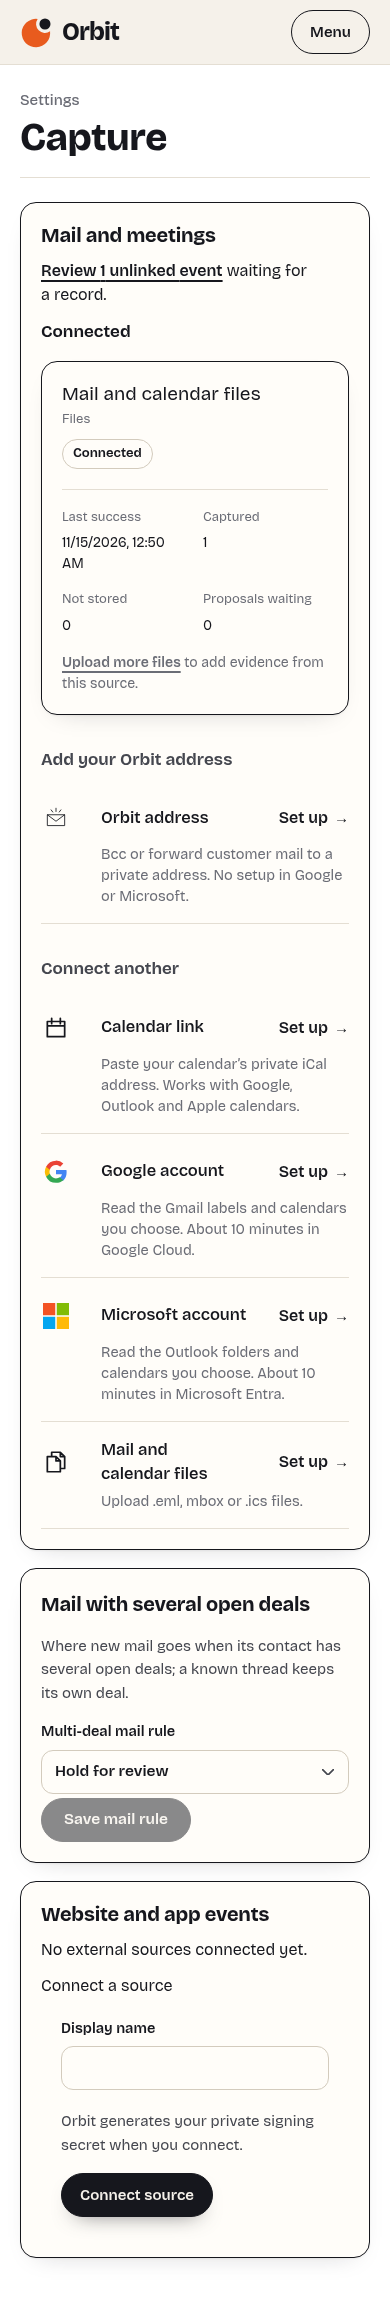 Orbit
Menu
Settings
Capture
Mail and meetings
Review 1 unlinked event waiting for
a record.
Connected
Mail and calendar files
Files
Connected
Last success
Captured
11/15/2026, 12:50
AM
1
Not stored
Proposals waiting
0
0
Upload more files to add evidence from
this source.
Add your Orbit address
Orbit address
Set up →
Bcc or forward customer mail to a
private address. No setup in Google
or Microsoft.
Connect another
Calendar link
Set up →
Paste your calendar's private iCal
address. Works with Google,
Outlook and Apple calendars.
Google account
Set up →
Read the Gmail labels and calendars
you choose. About 10 minutes in
Google Cloud.
Microsoft account
Set up →
Read the Outlook folders and
calendars you choose. About 10
minutes in Microsoft Entra.
Mail and
calendar files
Set up →
Upload .eml, mbox or .ics files.
Mail with several open deals
Where new mail goes when its contact has
several open deals; a known thread keeps
its own deal.
Multi-deal mail rule
Hold for review
Save mail rule
Website and app events
No external sources connected yet.
Connect a source
Display name
Orbit generates your private signing
secret when you connect.
Connect source